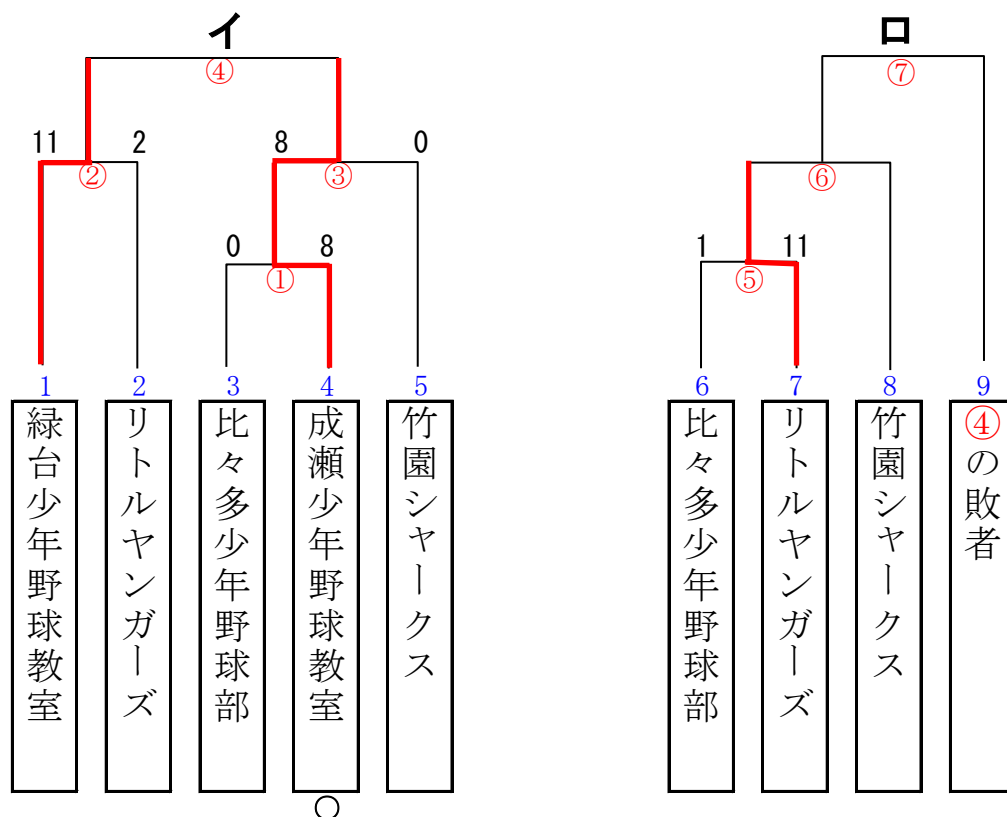 イ
④
11 2
②
8 0
③
0 8
①
1 2 3 4 5
緑台少年野球教室
リトルヤンガーズ
比々多少年野球部
成瀬少年野球教室
竹園シャークス
○
ロ
⑦
⑥
1 11
⑤
6 7 8 9
比々多少年野球部
リトルヤンガーズ
竹園シャークス
④の敗者